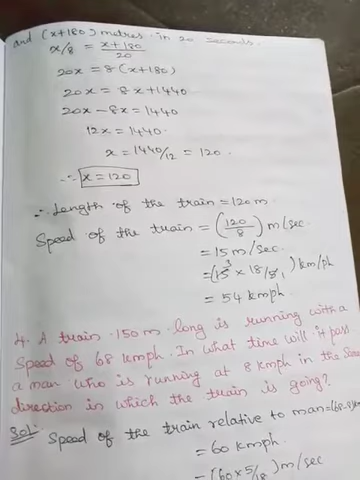 and (x+180) metres in 20 seconds.
x/8 = x+180/20
20x = 8(x+180)
20x = 8x+1440
20x-8x = 1440
12x = 1440
x = 1440/12 = 120.
∴ x = 120
∴ Length of the train = 120m
Speed of the train = (120/8) m/sec
= 15 m/sec.
= (15 × 18/5) km/ph
= 54 kmph
4. A train 150m long is running with a
speed of 68 kmph. In what time will it pass
a man who is running at 8 kmph in the same
direction in which the train is going?
Sol: Speed of the train relative to man = (68-8)km
= 60 kmph
= (60 × 5/18) m/sec